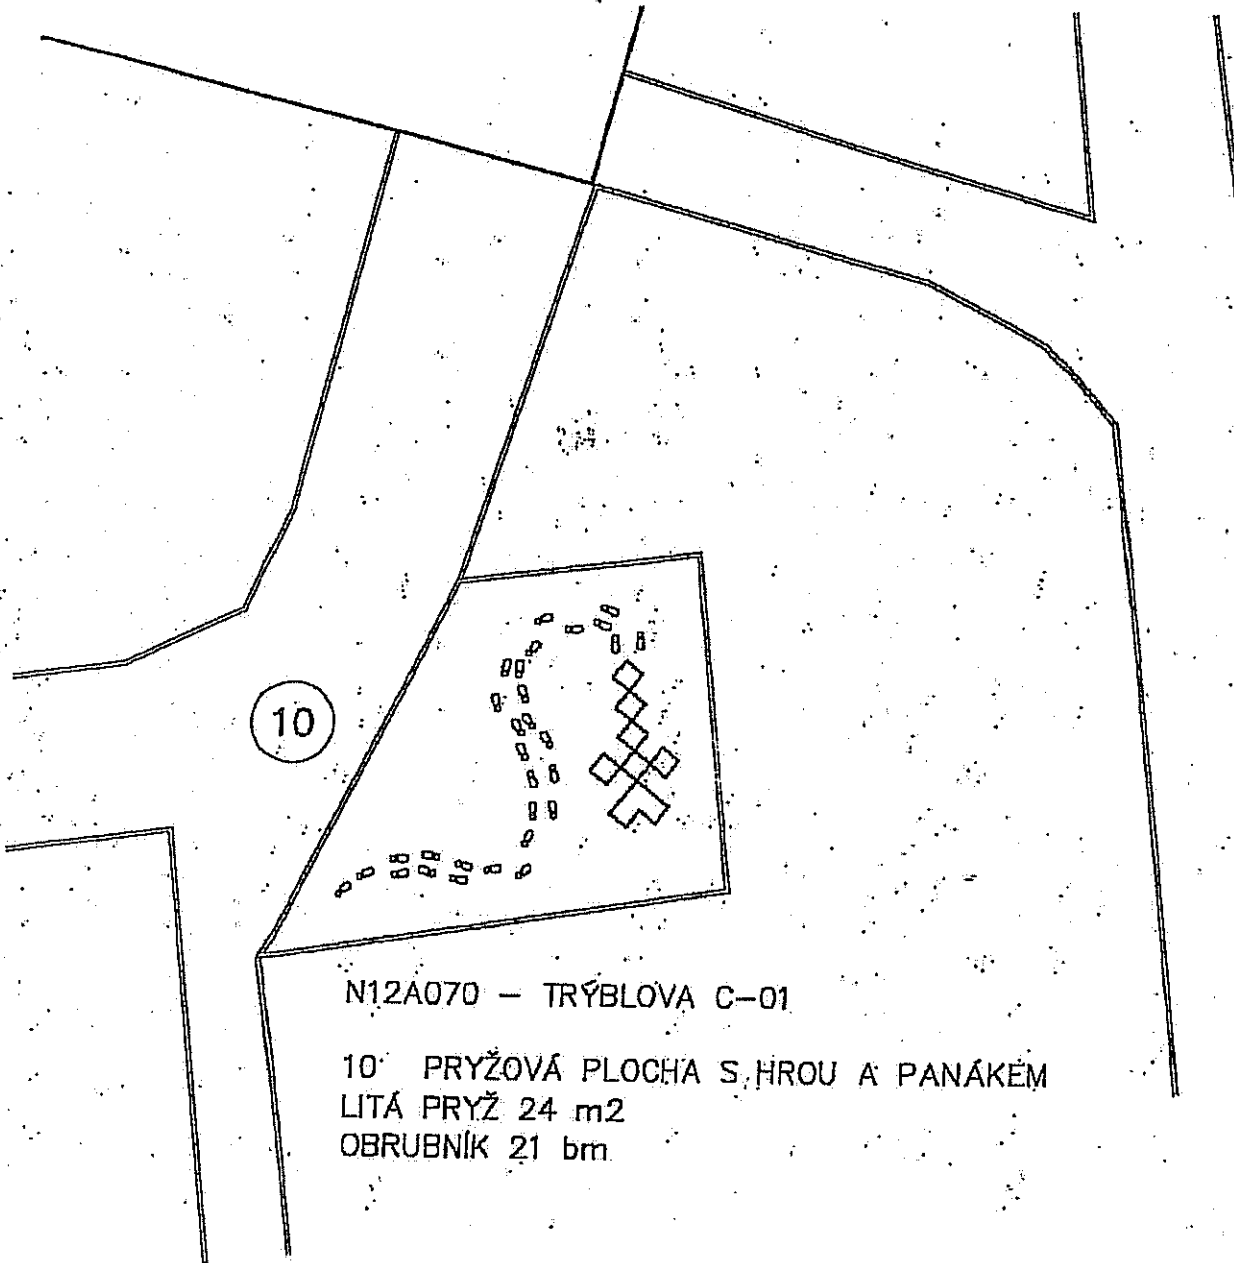 10
N12A070 – TRÝBLOVA C-01
10 PRYŽOVÁ PLOCHA S HROU A PANÁKEM
LITÁ PRYŽ 24 m2
OBRUBNÍK 21 bm